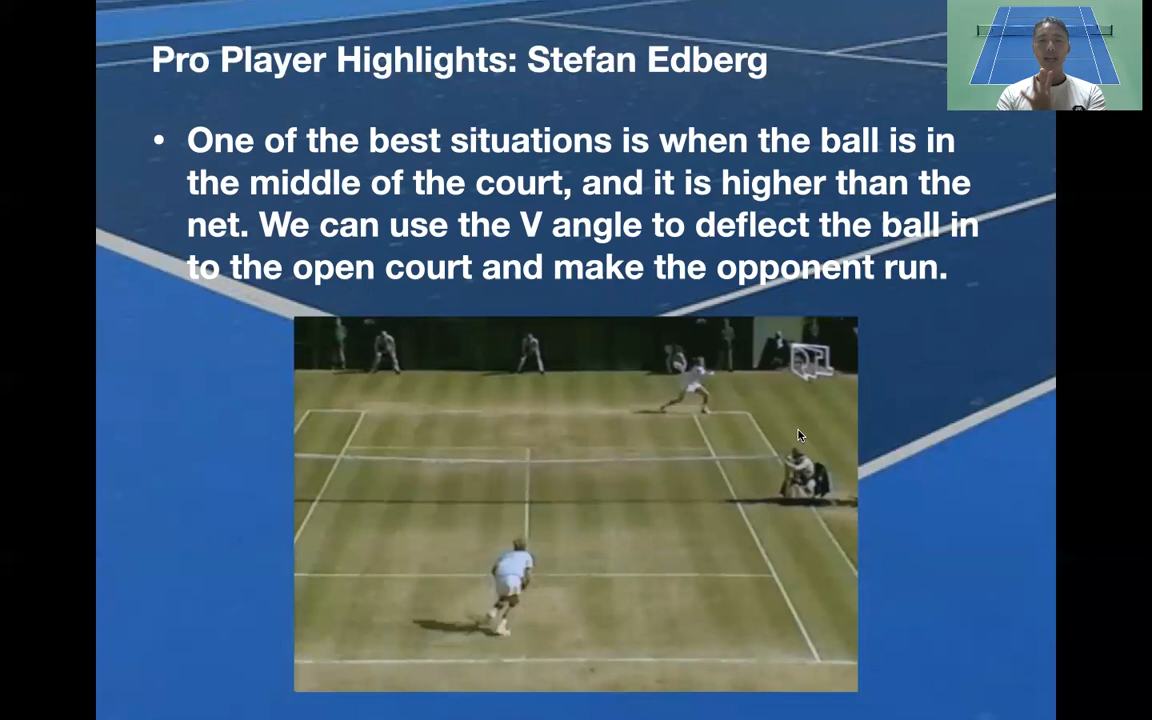 Pro Player Highlights: Stefan Edberg
• One of the best situations is when the ball is in
the middle of the court, and it is higher than the
net. We can use the V angle to deflect the ball in
to the open court and make the opponent run.